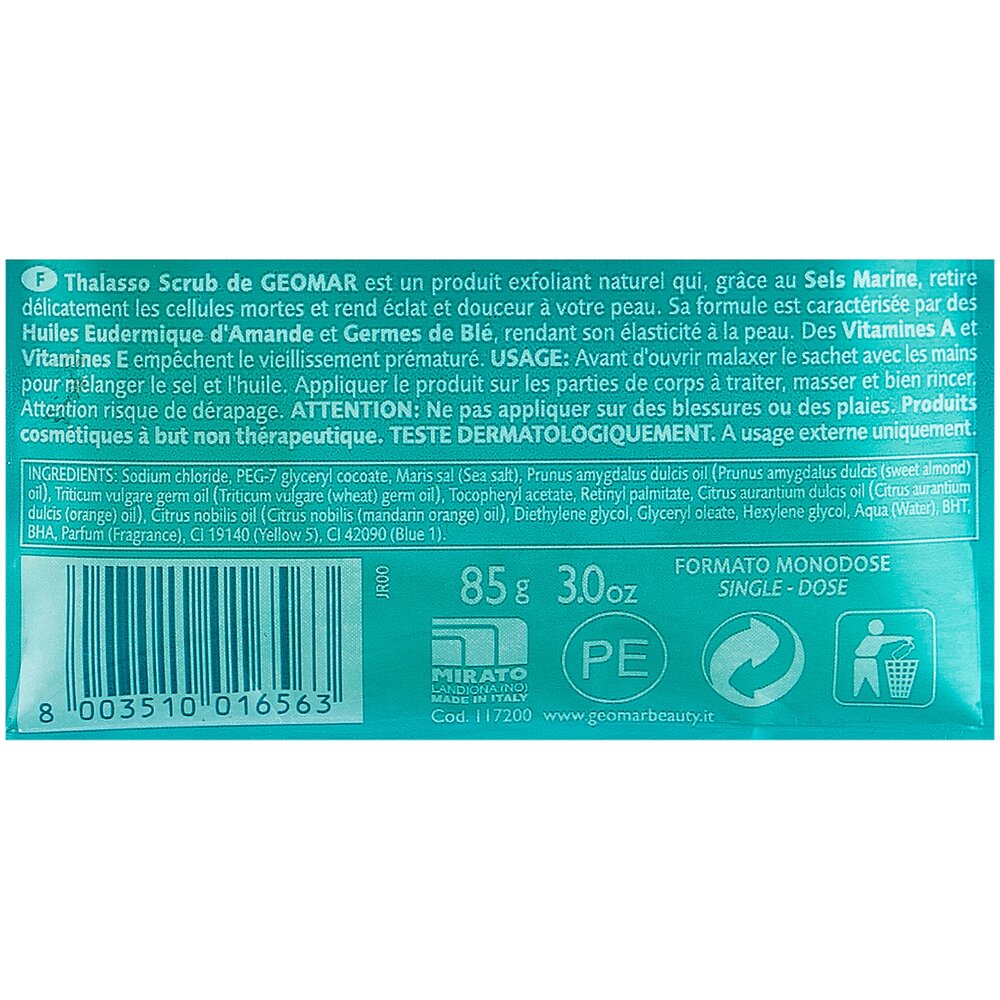 F Thalasso Scrub de GEOMAR est un produit exfoliant naturel qui, grâce au Sels Marine, retire
délicatement les cellules mortes et rend éclat et douceur à votre peau. Sa formule est caractérisée par des
Huiles Eudermique d'Amande et Germes de Blé, rendant son élasticité à la peau. Des Vitamines A et
Vitamines E empêchent le vieillissement prématuré. USAGE: Avant d'ouvrir malaxer le sachet avec les mains
pour mélanger le sel et l'huile. Appliquer le produit sur les parties de corps à traiter, masser et bien rincer.
Attention risque de dérapage. ATTENTION: Ne pas appliquer sur des blessures ou des plaies. Produits
cosmétiques à but non thérapeutique. TESTE DERMATOLOGIQUEMENT. A usage externe uniquement.
INGREDIENTS: Sodium chloride, PEG-7 glyceryl cocoate, Maris sal (Sea salt), Prunus amygdalus dulcis oil (Prunus amygdalus dulcis (sweet almond)
oil), Triticum vulgare germ oil (Triticum vulgare (wheat) germ oil), Tocopheryl acetate, Retinyl palmitate, Citrus aurantium dulcis oil (Citrus aurantium
dulcis (orange) oil), Citrus nobilis oil (Citrus nobilis (mandarin orange) oil), Diethylene glycol, Glyceryl oleate, Hexylene glycol, Aqua (Water), BHT,
BHA, Parfum (Fragrance), CI 19140 (Yellow 5), CI 42090 (Blue 1).
8 003510 016563
JR00
85 g 3.0oz
FORMATO MONODOSE
SINGLE - DOSE
MIRATO
LANDIONA (NO)
MADE IN ITALY
PE
Cod. 117200 www.geomarbeauty.it